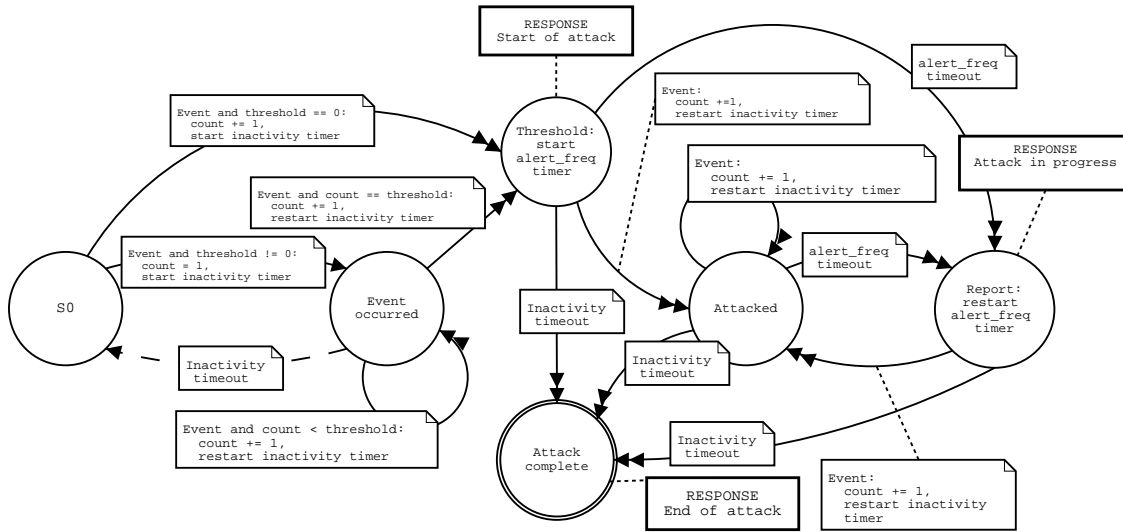 RESPONSE
Start of attack
alert_freq
timeout
Event:
count +=1,
restart inactivity timer
Event and threshold == 0:
count += 1,
start inactivity timer
Threshold:
start
alert_freq
timer
RESPONSE
Attack in progress
Event:
count += 1,
restart inactivity timer
Event and count == threshold:
count += 1,
restart inactivity timer
Event and threshold != 0:
count = 1,
start inactivity timer
alert_freq
timeout
S0
Event
occurred
Attacked
Report:
restart
alert_freq
timer
Inactivity
timeout
Inactivity
timeout
Inactivity
timeout
Event and count < threshold:
count += 1,
restart inactivity timer
Attack
complete
Inactivity
timeout
RESPONSE
End of attack
Event:
count += 1,
restart inactivity
timer